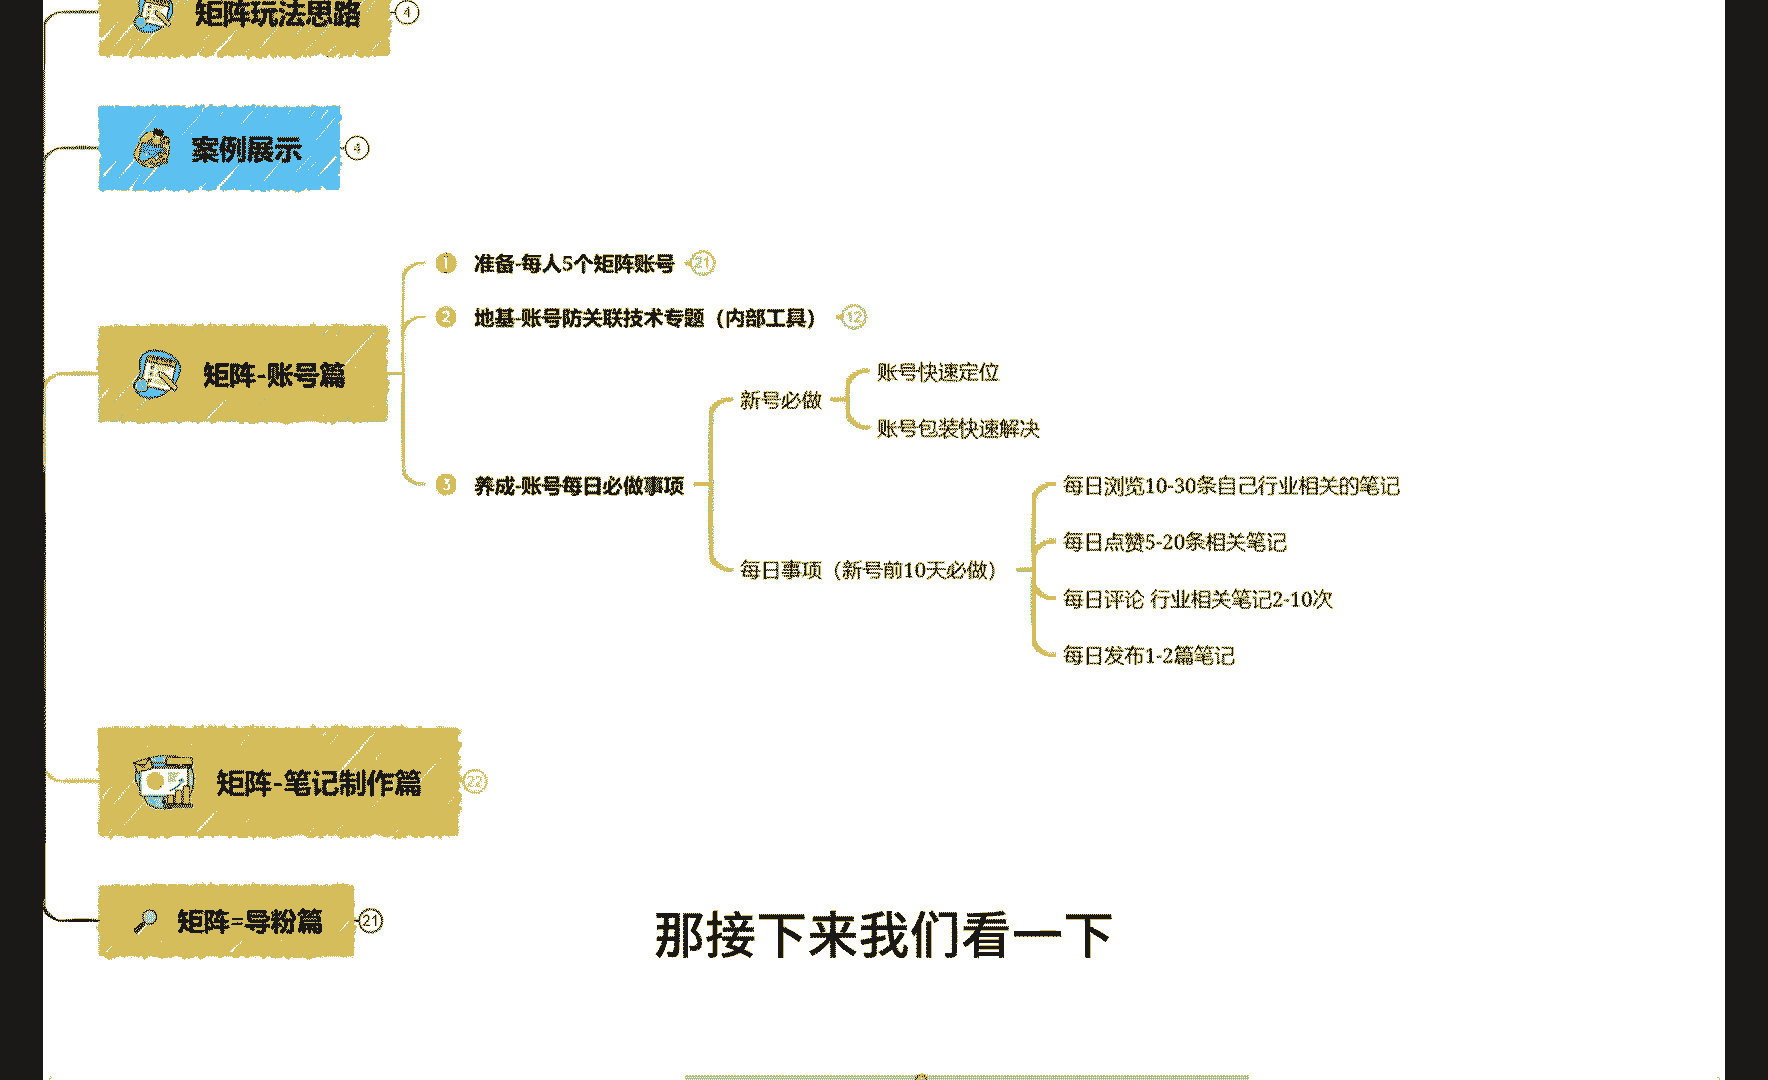 矩阵玩法思路 4
案例展示 4
矩阵-账号篇
1 准备-每人5个矩阵账号 21
2 地基-账号防关联技术专题（内部工具） 12
3 养成-账号每日必做事项
新号必做
账号快速定位
账号包装快速解决
每日事项（新号前10天必做）
每日浏览10-30条自己行业相关的笔记
每日点赞5-20条相关笔记
每日评论 行业相关笔记2-10次
每日发布1-2篇笔记
矩阵-笔记制作篇 22
矩阵=导粉篇 21
那接下来我们看一下